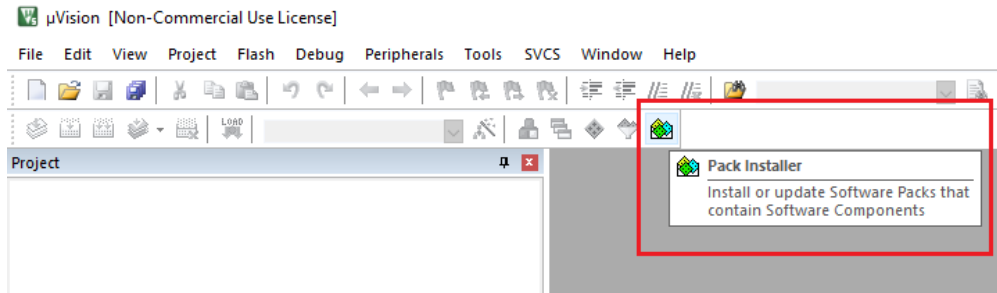 µVision [Non-Commercial Use License]
File Edit View Project Flash Debug Peripherals Tools SVCS Window Help
LOAD
Project
Pack Installer
Install or update Software Packs that
contain Software Components